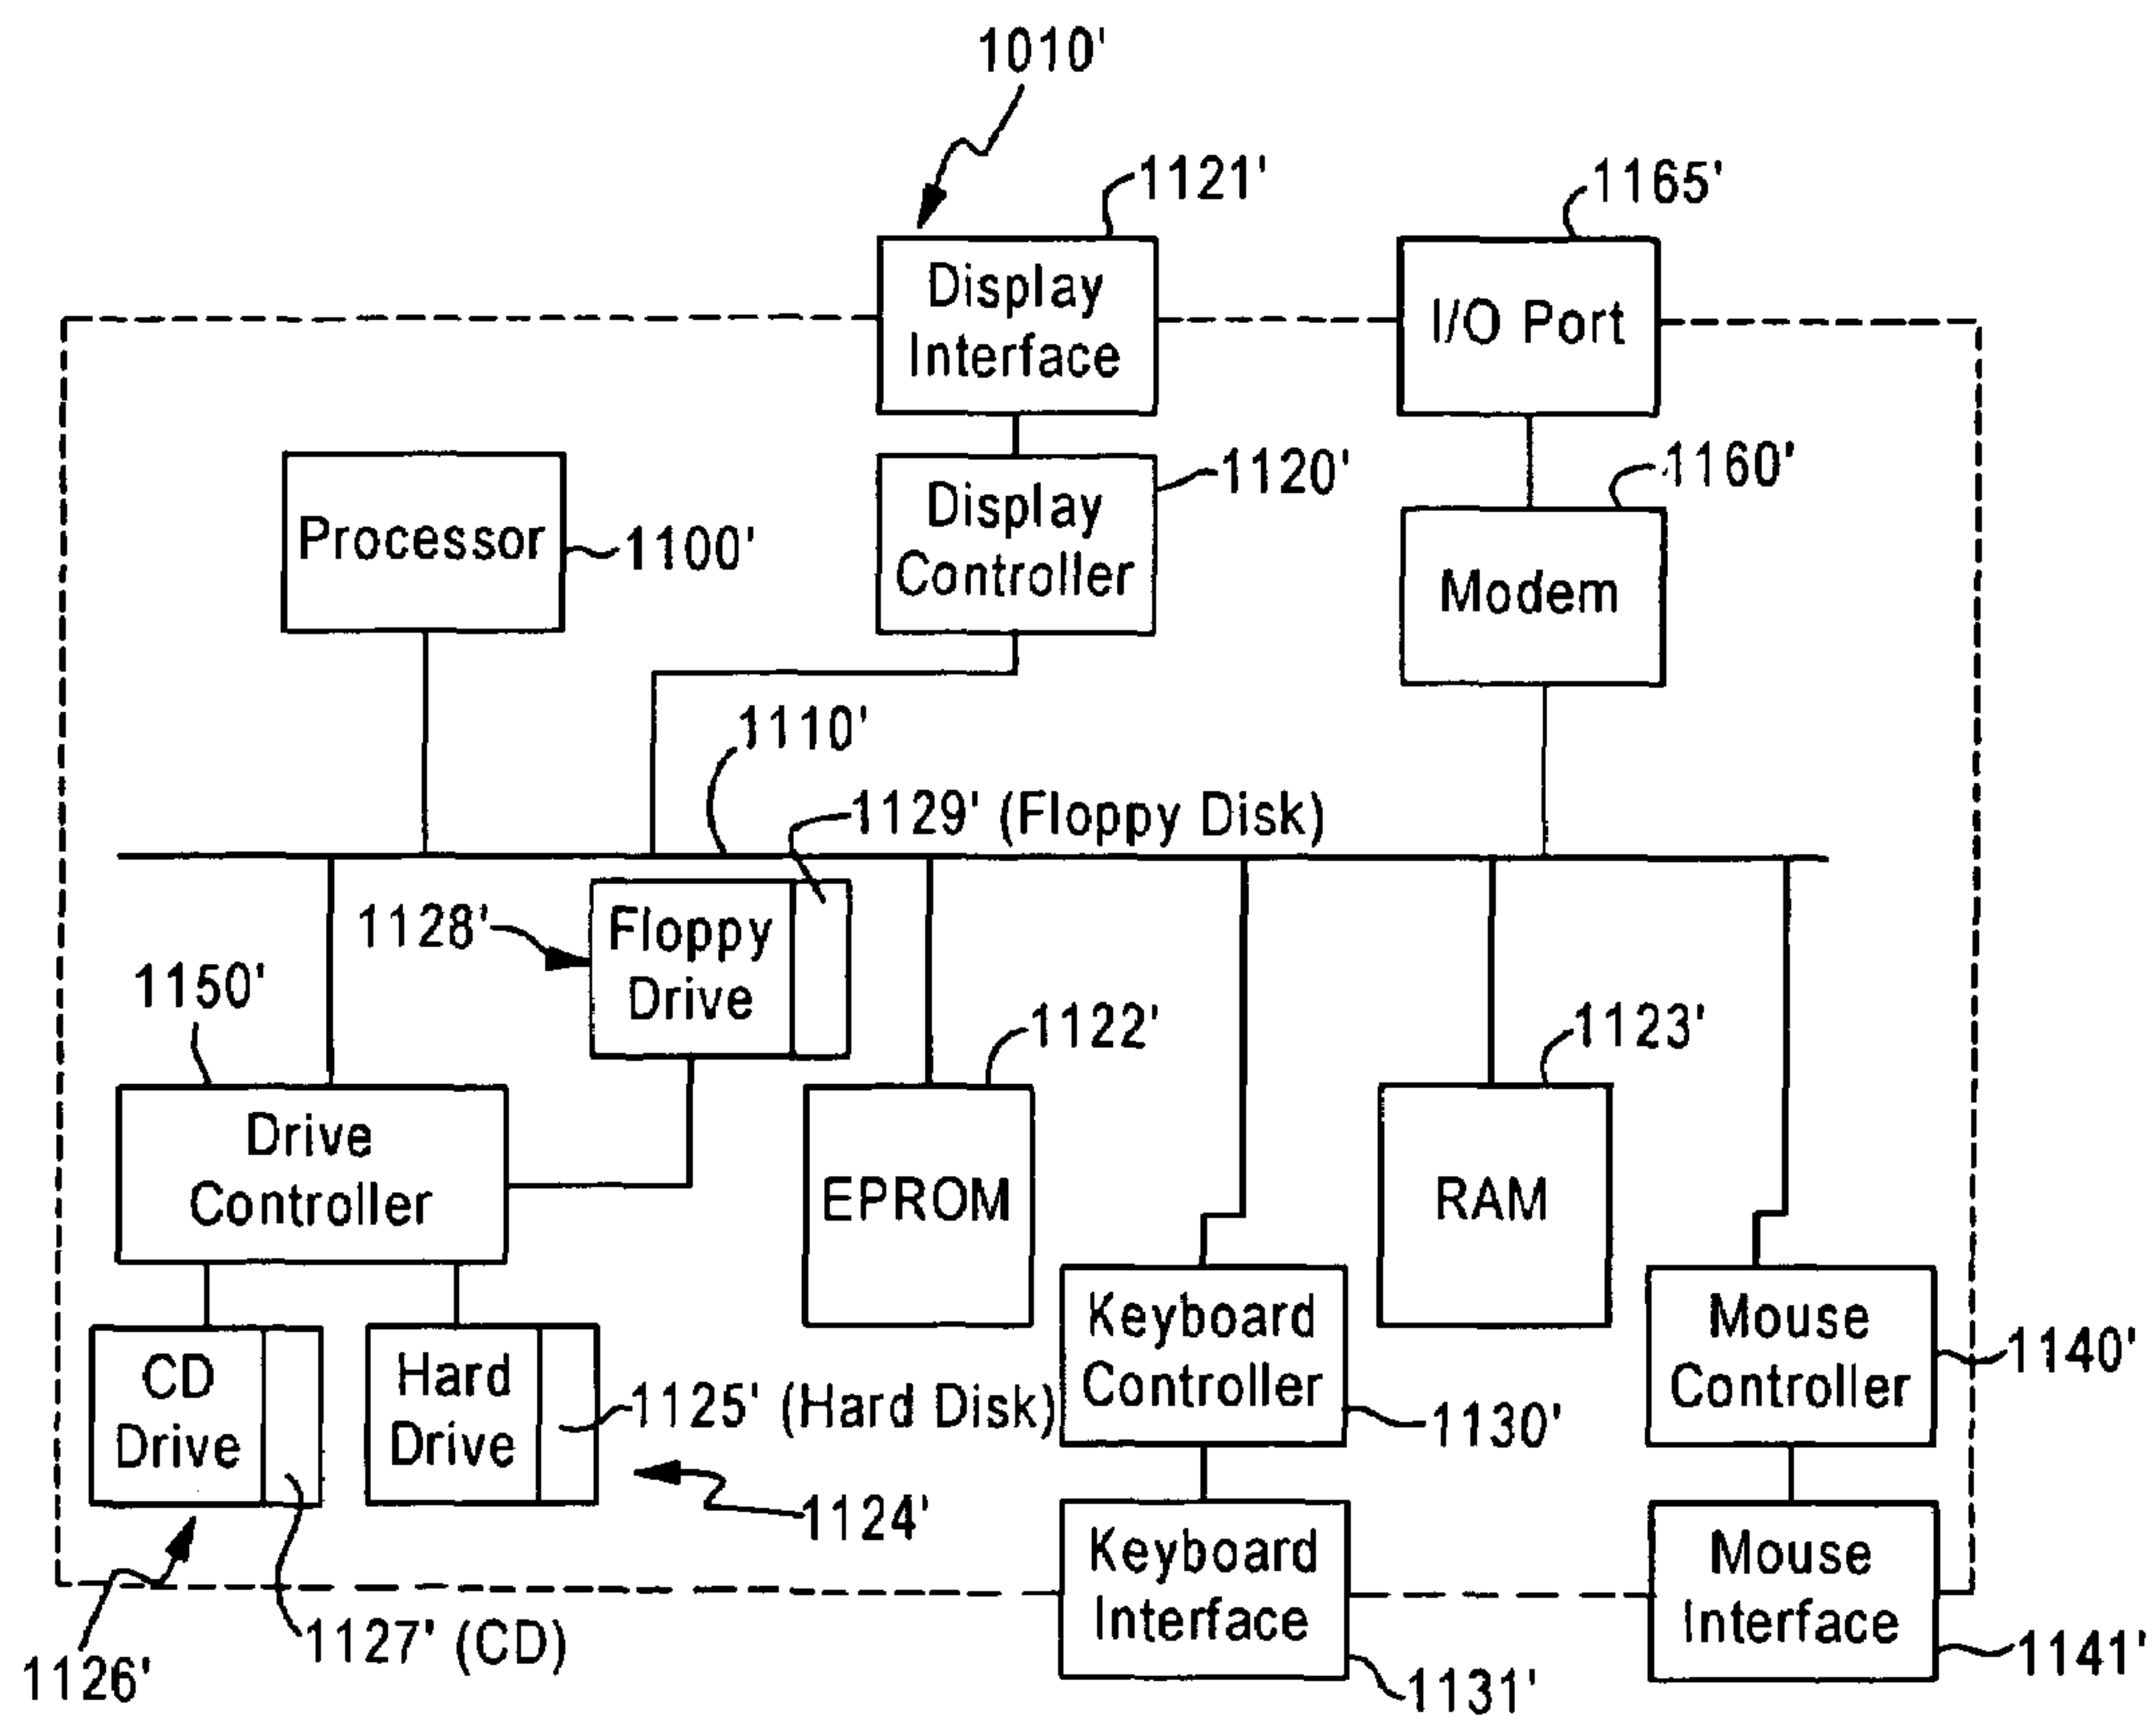 1010'
1121'
1165'
Display
Interface
I/O Port
1120'
1160'
Processor
1100'
Display
Controller
Modem
1110'
1129' (Floppy Disk)
1128'
Floppy
Drive
1150'
1122'
1123'
Drive
Controller
EPROM
RAM
Keyboard
Controller
Mouse
Controller
1140'
CD
Drive
Hard
Drive
1125' (Hard Disk)
1130'
1124'
Keyboard
Interface
Mouse
Interface
1127' (CD)
1126'
1131'
1141'